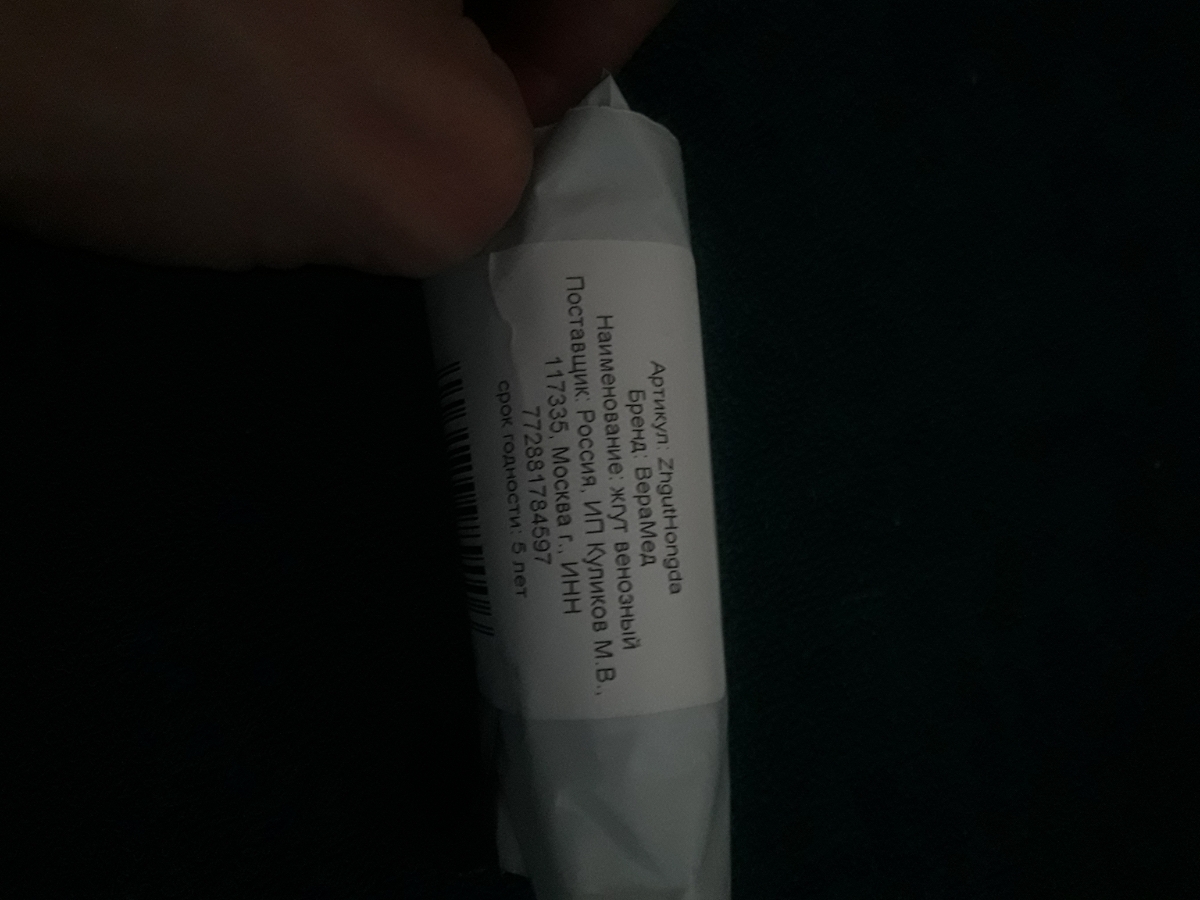 Артикул: ZhgutHongda
Бренд: ВераМед
Наименование: жгут венозный
Поставщик: Россия, ИП Куликов М.В.,
117335, Москва г., ИНН
772881784597
срок годности: 5 лет